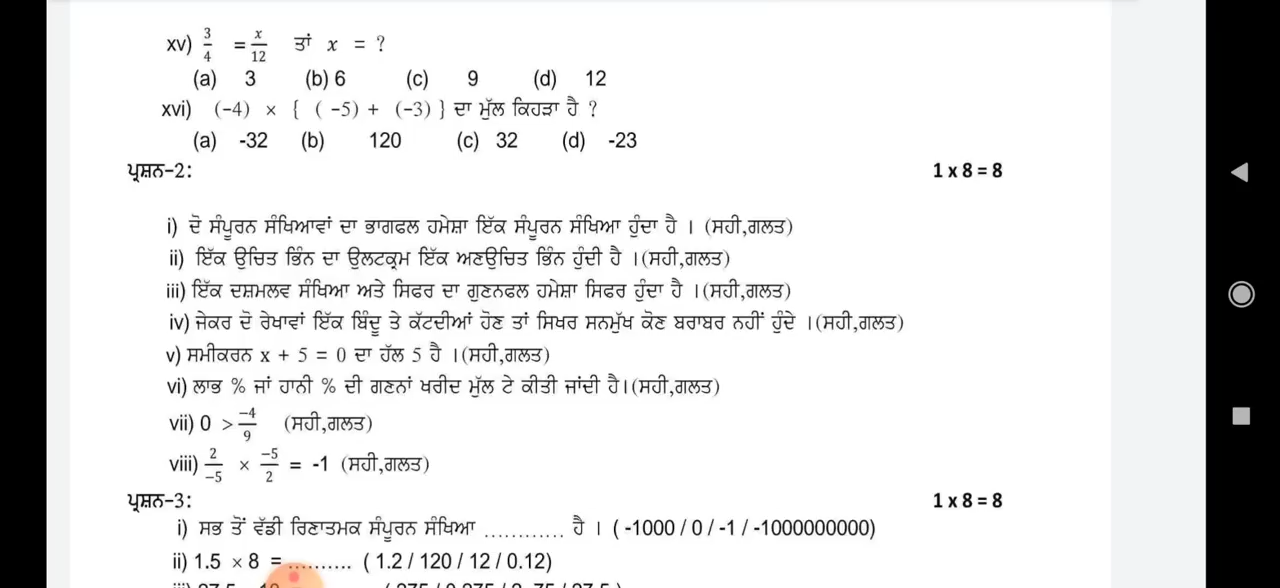 xv) 3/4 = x/12 ਤਾਂ x = ?
(a) 3 (b) 6 (c) 9 (d) 12
xvi) (-4) × { ( -5) + (-3) } ਦਾ ਮੁੱਲ ਕਿਹੜਾ ਹੈ ?
(a) -32 (b) 120 (c) 32 (d) -23
ਪ੍ਰਸ਼ਨ-2: 1 x 8 = 8
i) ਦੋ ਸੰਪੂਰਨ ਸੰਖਿਆਵਾਂ ਦਾ ਭਾਗਫਲ ਹਮੇਸ਼ਾ ਇੱਕ ਸੰਪੂਰਨ ਸੰਖਿਆ ਹੁੰਦਾ ਹੈ । (ਸਹੀ,ਗਲਤ)
ii) ਇੱਕ ਉਚਿਤ ਭਿੰਨ ਦਾ ਉਲਟਕ੍ਰਮ ਇੱਕ ਅਣਉਚਿਤ ਭਿੰਨ ਹੁੰਦੀ ਹੈ ।(ਸਹੀ,ਗਲਤ)
iii) ਇੱਕ ਦਸ਼ਮਲਵ ਸੰਖਿਆ ਅਤੇ ਸਿਫਰ ਦਾ ਗੁਣਨਫਲ ਹਮੇਸ਼ਾ ਸਿਫਰ ਹੁੰਦਾ ਹੈ ।(ਸਹੀ,ਗਲਤ)
iv) ਜੇਕਰ ਦੋ ਰੇਖਾਵਾਂ ਇੱਕ ਬਿੰਦੂ ਤੇ ਕੱਟਦੀਆਂ ਹੋਣ ਤਾਂ ਸਿਖਰ ਸਨਮੁੱਖ ਕੋਣ ਬਰਾਬਰ ਨਹੀਂ ਹੁੰਦੇ ।(ਸਹੀ,ਗਲਤ)
v) ਸਮੀਕਰਨ x + 5 = 0 ਦਾ ਹੱਲ 5 ਹੈ ।(ਸਹੀ,ਗਲਤ)
vi) ਲਾਭ % ਜਾਂ ਹਾਨੀ % ਦੀ ਗਣਨਾਂ ਖਰੀਦ ਮੁੱਲ ਟੇ ਕੀਤੀ ਜਾਂਦੀ ਹੈ।(ਸਹੀ,ਗਲਤ)
vii) 0 > -4/9 (ਸਹੀ,ਗਲਤ)
viii) 2/-5 × -5/2 = -1 (ਸਹੀ,ਗਲਤ)
ਪ੍ਰਸ਼ਨ-3: 1 x 8 = 8
i) ਸਭ ਤੋਂ ਵੱਡੀ ਰਿਣਾਤਮਕ ਸੰਪੂਰਨ ਸੰਖਿਆ ............ ਹੈ । ( -1000 / 0 / -1 / -1000000000)
ii) 1.5 × 8 = .......... ( 1.2 / 120 / 12 / 0.12)